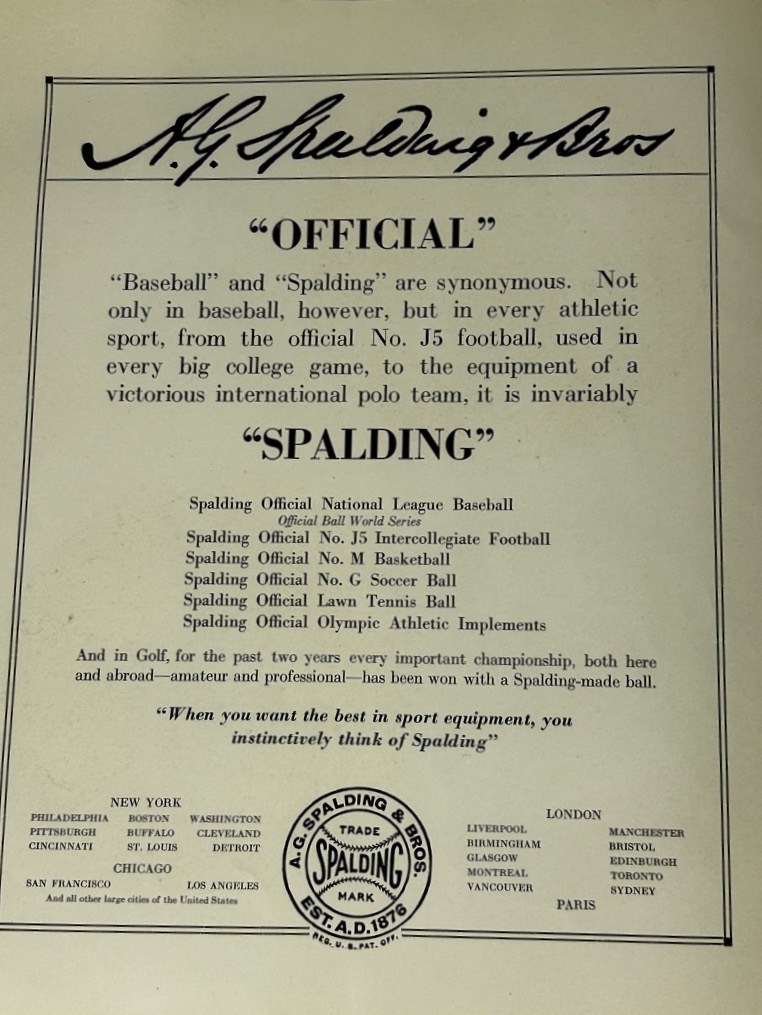 A.G. Spalding & Bros
"OFFICIAL"
"Baseball" and "Spalding" are synonymous. Not
only in baseball, however, but in every athletic
sport, from the official No. J5 football, used in
every big college game, to the equipment of a
victorious international polo team, it is invariably
"SPALDING"
Spalding Official National League Baseball
Official Ball World Series
Spalding Official No. J5 Intercollegiate Football
Spalding Official No. M Basketball
Spalding Official No. G Soccer Ball
Spalding Official Lawn Tennis Ball
Spalding Official Olympic Athletic Implements
And in Golf, for the past two years every important championship, both here
and abroad—amateur and professional—has been won with a Spalding-made ball.
"When you want the best in sport equipment, you
instinctively think of Spalding"
NEW YORK
PHILADELPHIA BOSTON WASHINGTON
PITTSBURGH BUFFALO CLEVELAND
CINCINNATI ST. LOUIS DETROIT
CHICAGO
SAN FRANCISCO LOS ANGELES
And all other large cities of the United States
A.G. SPALDING & BROS.
TRADE
SPALDING
MARK
EST. A.D. 1876
REG. U.S. PAT. OFF.
LONDON
LIVERPOOL MANCHESTER
BIRMINGHAM BRISTOL
GLASGOW EDINBURGH
MONTREAL TORONTO
VANCOUVER SYDNEY
PARIS